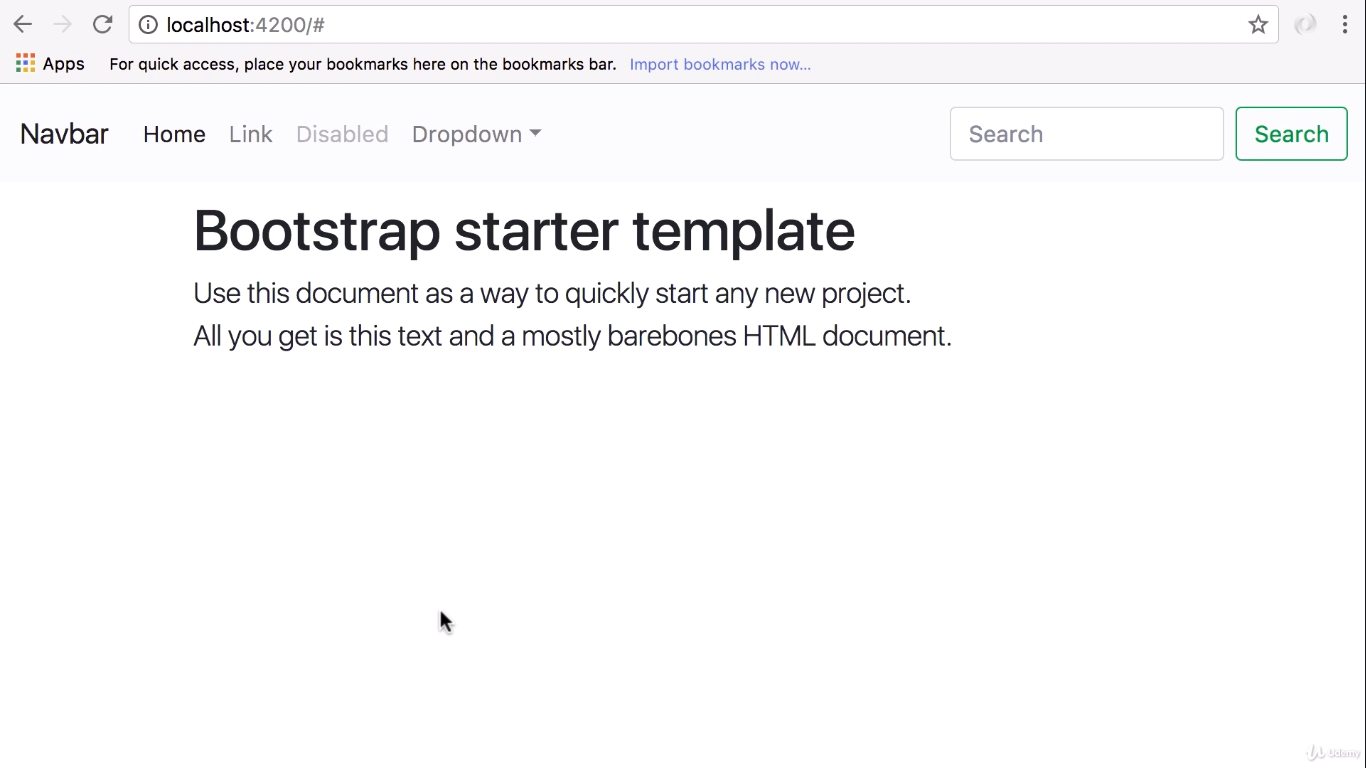 localhost:4200/#
Apps For quick access, place your bookmarks here on the bookmarks bar. Import bookmarks now...
Navbar Home Link Disabled Dropdown Search Search
Bootstrap starter template
Use this document as a way to quickly start any new project.
All you get is this text and a mostly barebones HTML document.
Udemy